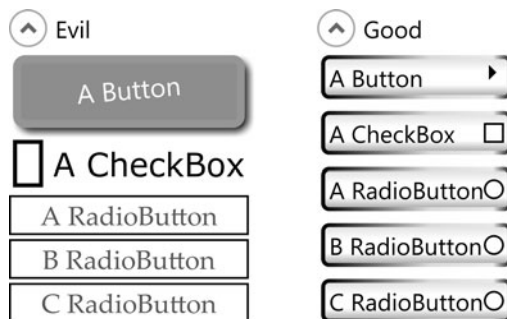 Evil
A Button
A CheckBox
A RadioButton
B RadioButton
C RadioButton
Good
A Button
A CheckBox
A RadioButton
B RadioButton
C RadioButton